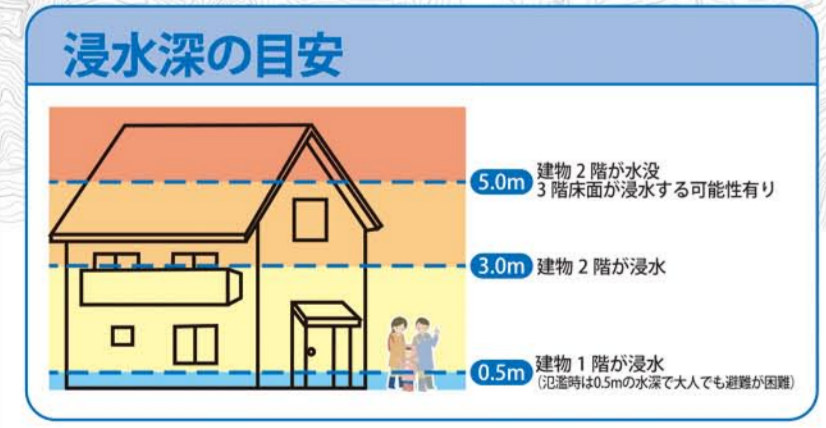 浸水深の目安
5.0m 建物2階が水没
3階床面が浸水する可能性有り
3.0m 建物2階が浸水
0.5m 建物1階が浸水
(氾濫時は0.5mの水深で大人でも避難が困難)